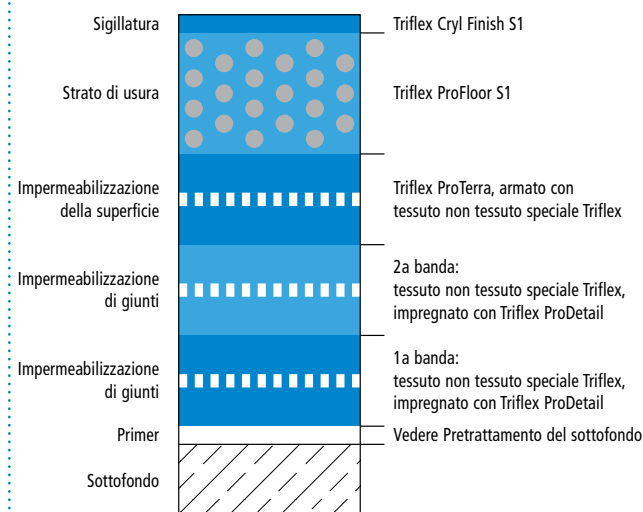 Sigillatura
Triflex Cryl Finish S1
Strato di usura
Triflex ProFloor S1
Impermeabilizzazione
della superficie
Triflex ProTerra, armato con
tessuto non tessuto speciale Triflex
Impermeabilizzazione
di giunti
2a banda:
tessuto non tessuto speciale Triflex,
impregnato con Triflex ProDetail
Impermeabilizzazione
di giunti
1a banda:
tessuto non tessuto speciale Triflex,
impregnato con Triflex ProDetail
Primer
Vedere Pretrattamento del sottofondo
Sottofondo